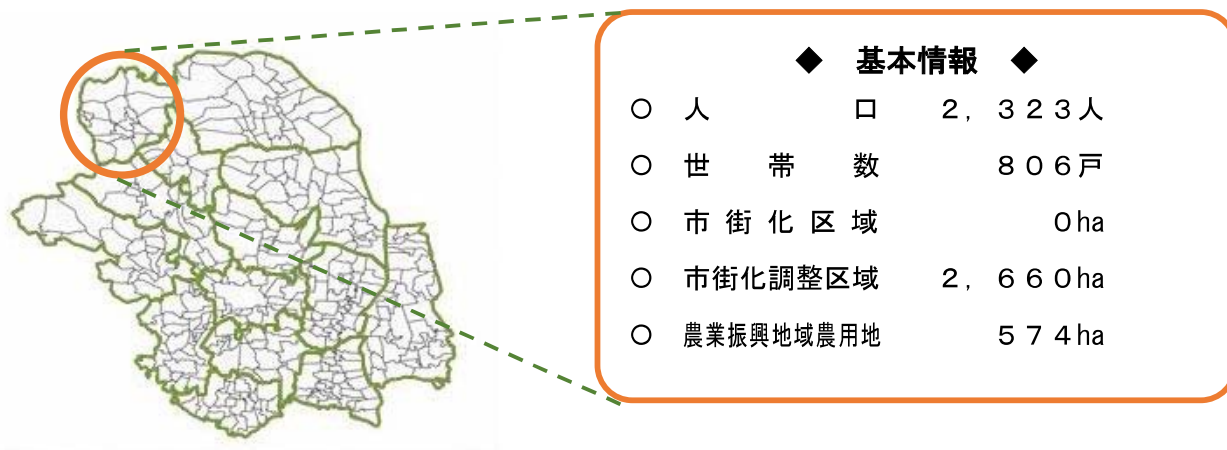 ◆ 基本情報 ◆
○ 人口 2,323人
○ 世帯数 806戸
○ 市街化区域 0ha
○ 市街化調整区域 2,660ha
○ 農業振興地域農用地 574ha